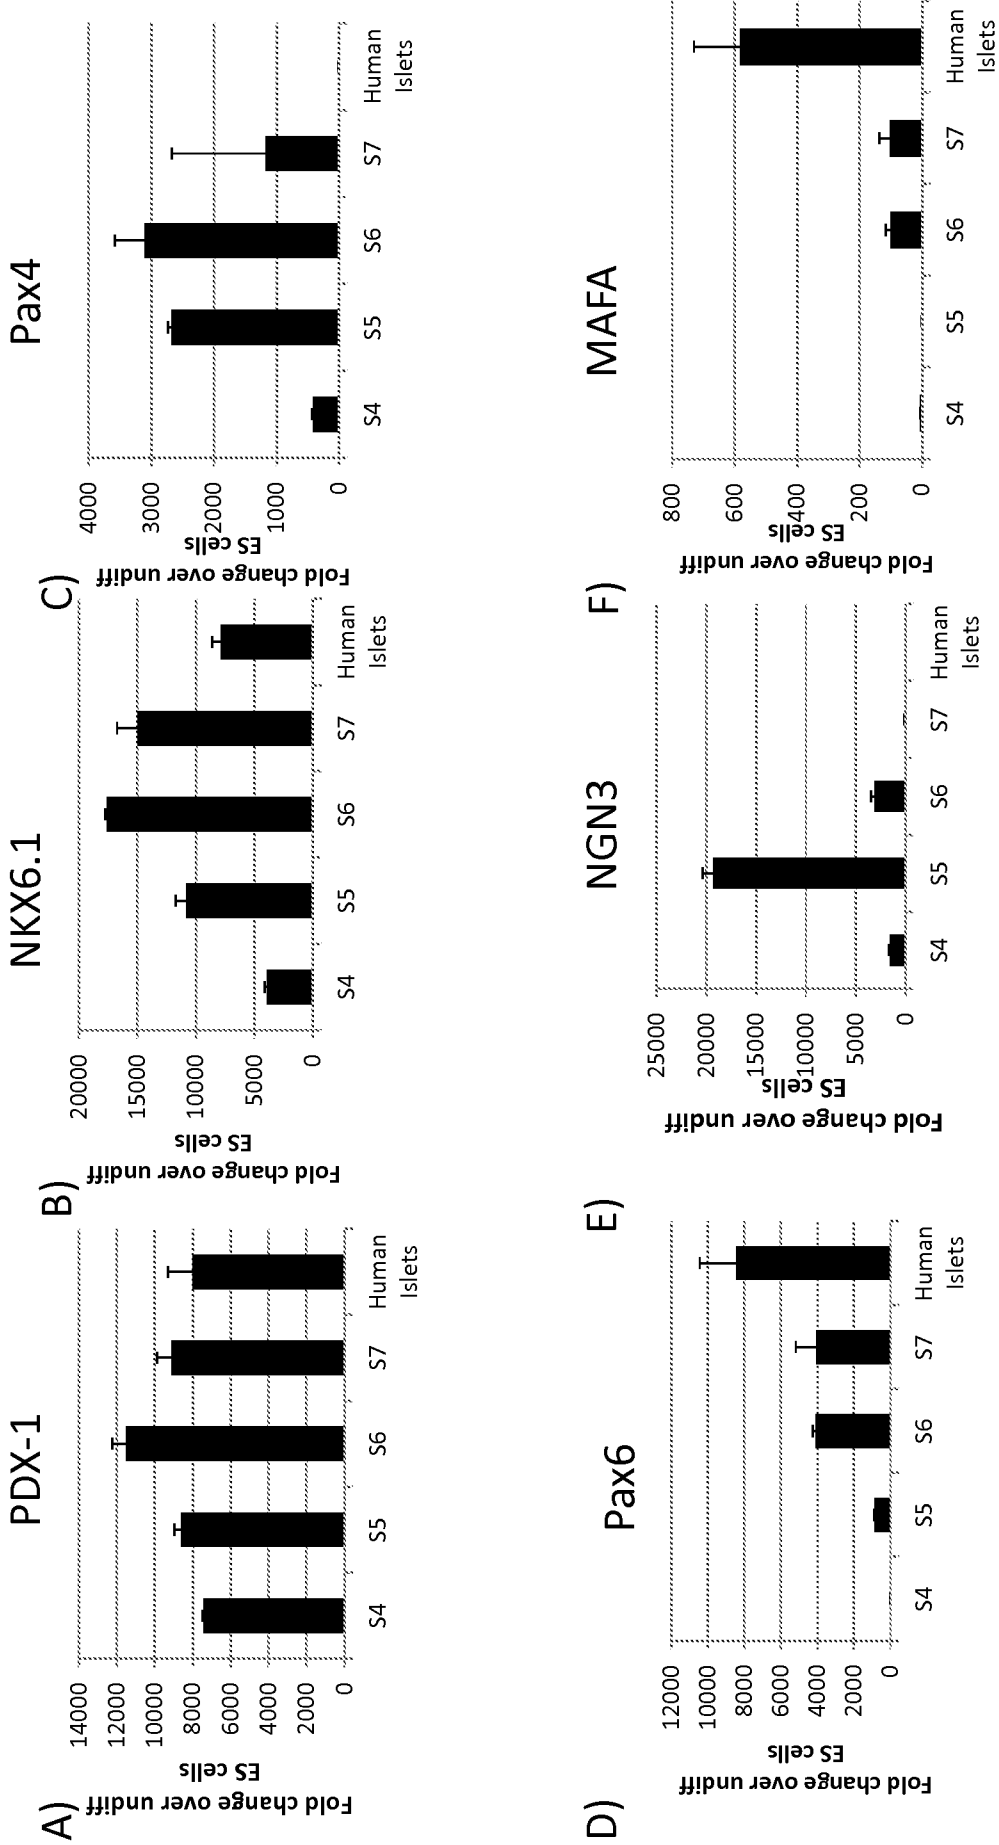 A)
PDX-1
Fold change over undiff
ES cells
14000
12000
10000
8000
6000
4000
2000
0
S4
S5
S6
S7
Human
Islets
B)
NKX6.1
Fold change over undiff
ES cells
20000
15000
10000
5000
0
S4
S5
S6
S7
Human
Islets
C)
Pax4
Fold change over undiff
ES cells
4000
3000
2000
1000
0
S4
S5
S6
S7
Human
Islets
D)
Pax6
Fold change over undiff
ES cells
12000
10000
8000
6000
4000
2000
0
S4
S5
S6
S7
Human
Islets
E)
NGN3
Fold change over undiff
ES cells
25000
20000
15000
10000
5000
0
S4
S5
S6
S7
Human
Islets
F)
MAFA
Fold change over undiff
ES cells
800
600
400
200
0
S4
S5
S6
S7
Human
Islets